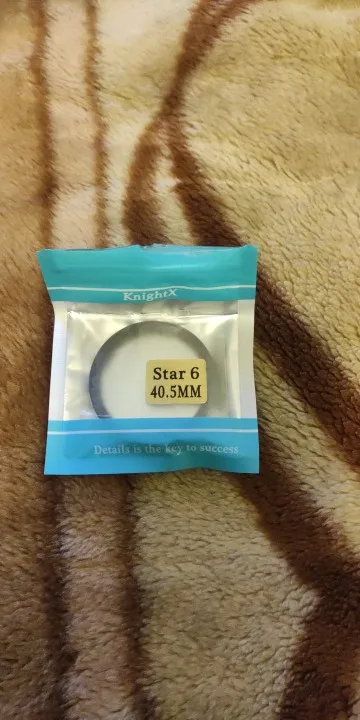 KnightX
Star 6
40.5MM
Details is the key to success